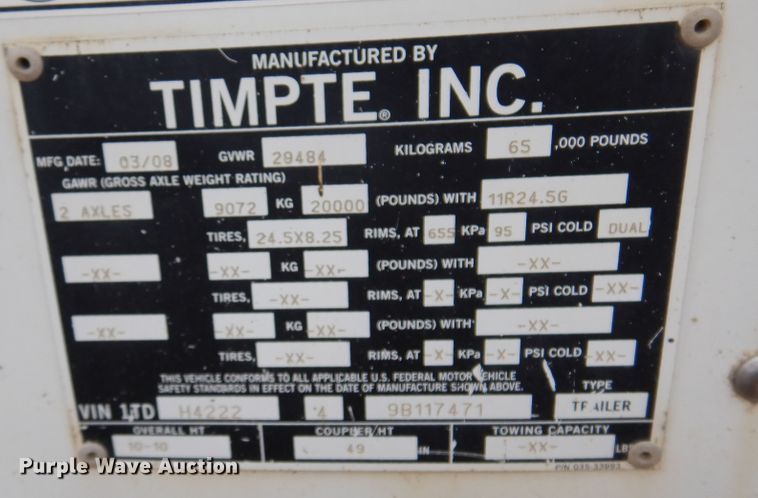 MANUFACTURED BY
TIMPTE® INC.
MFG DATE: 03/08 GVWR 29484 KILOGRAMS 65 ,000 POUNDS
GAWR (GROSS AXLE WEIGHT RATING)
2 AXLES 9072 KG 20000 (POUNDS) WITH 11R24.5G
TIRES, 24.5X8.25 RIMS, AT 655 KPa 95 PSI COLD DUAL
-XX- -XX- KG -XX- (POUNDS) WITH -XX-
TIRES, -XX- RIMS, AT -X- KPa -X- PSI COLD -XX-
-XX- -XX- KG -XX- (POUNDS) WITH -XX-
TIRES, -XX- RIMS, AT -X- KPa -X- PSI COLD -XX-
THIS VEHICLE CONFORMS TO ALL APPLICABLE U.S. FEDERAL MOTOR VEHICLE
SAFETY STANDARDS IN EFFECT ON THE DATE OF MANUFACTURE SHOWN ABOVE. TYPE
VIN 1TD H4222 4 9B117471 TRAILER
OVERALL HT COUPLER HT TOWING CAPACITY
10-10 49 IN -XX- LB
Purple Wave Auction